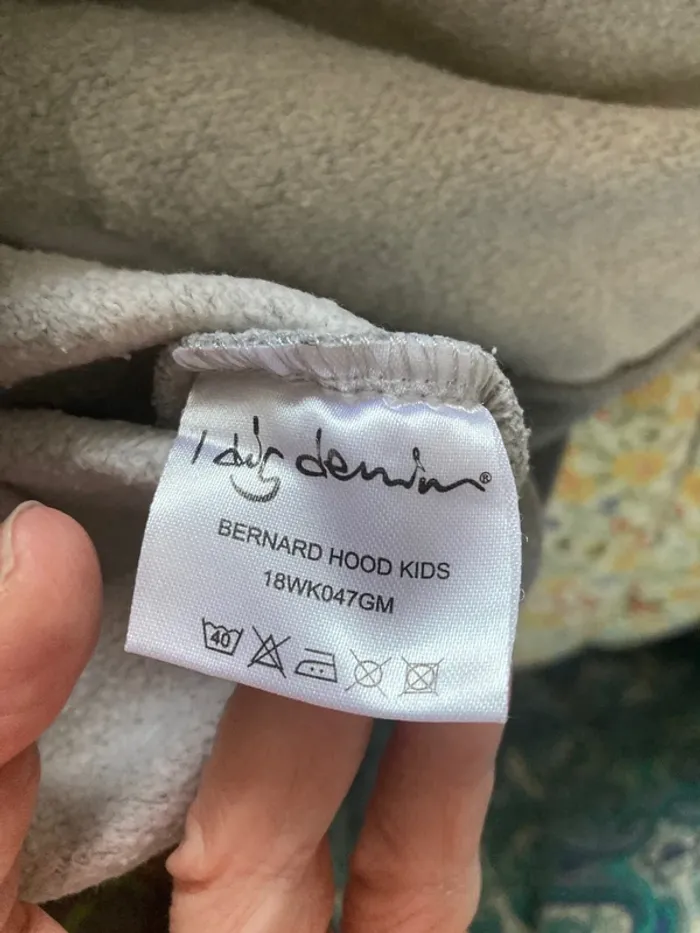 I dig denim®
BERNARD HOOD KIDS
18WK047GM
40